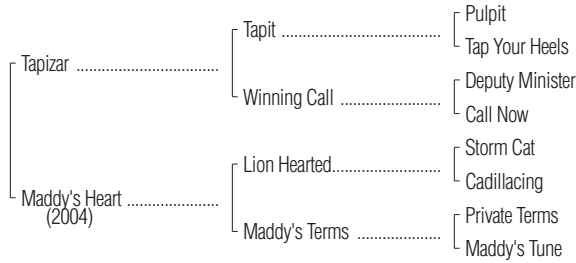 Pulpit
Tapit ........................................
Tap Your Heels
Tapizar ....................................
Deputy Minister
Winning Call .........................
Call Now
Storm Cat
Lion Hearted...........................
Cadillacing
Maddy's Heart .......................
(2004)
Private Terms
Maddy's Terms .....................
Maddy's Tune